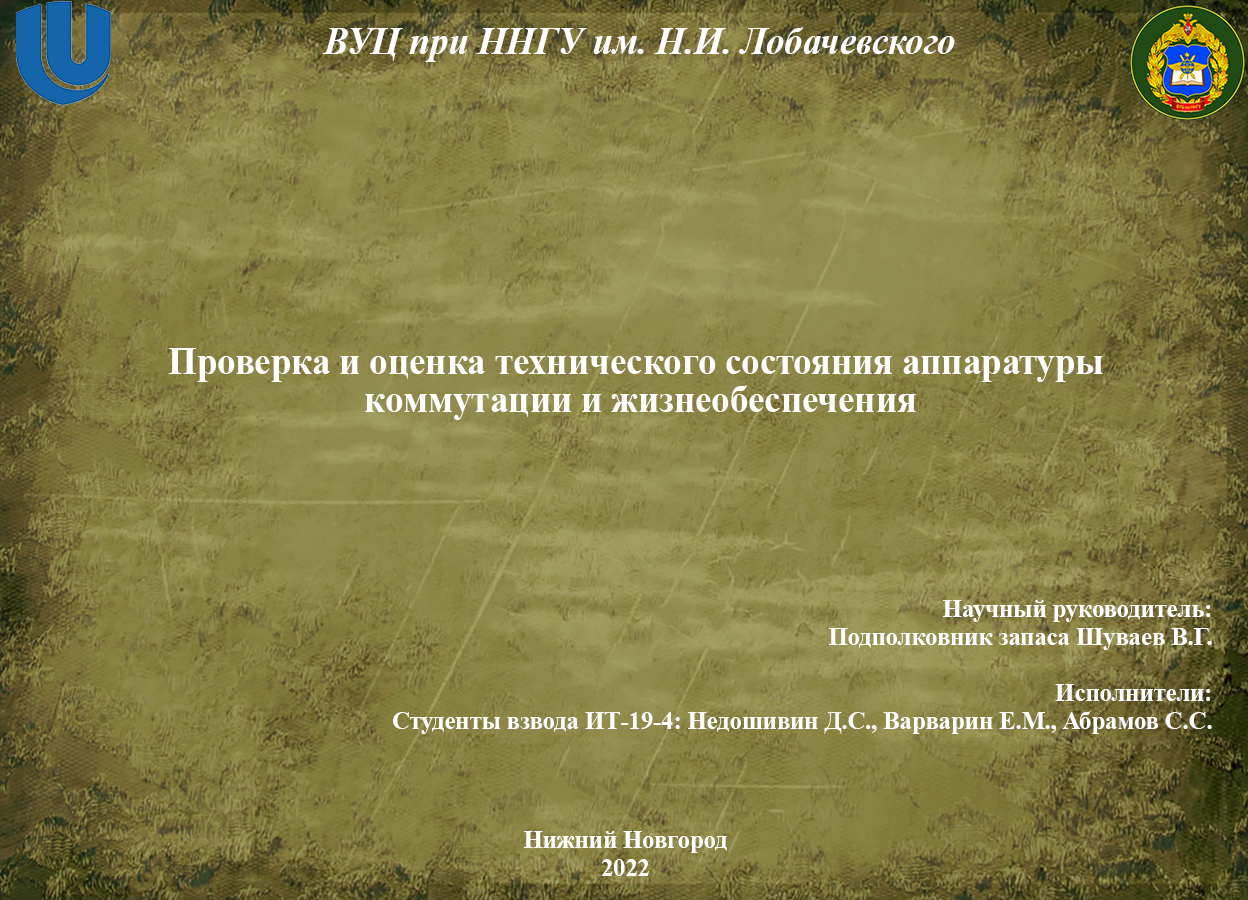 ВУЦ при ННГУ им. Н.И. Лобачевского
Проверка и оценка технического состояния аппаратуры
коммутации и жизнеобеспечения
Научный руководитель:
Подполковник запаса Шуваев В.Г.
Исполнители:
Студенты взвода ИТ-19-4: Недошивин Д.С., Варварин Е.М., Абрамов С.С.
Нижний Новгород
2022